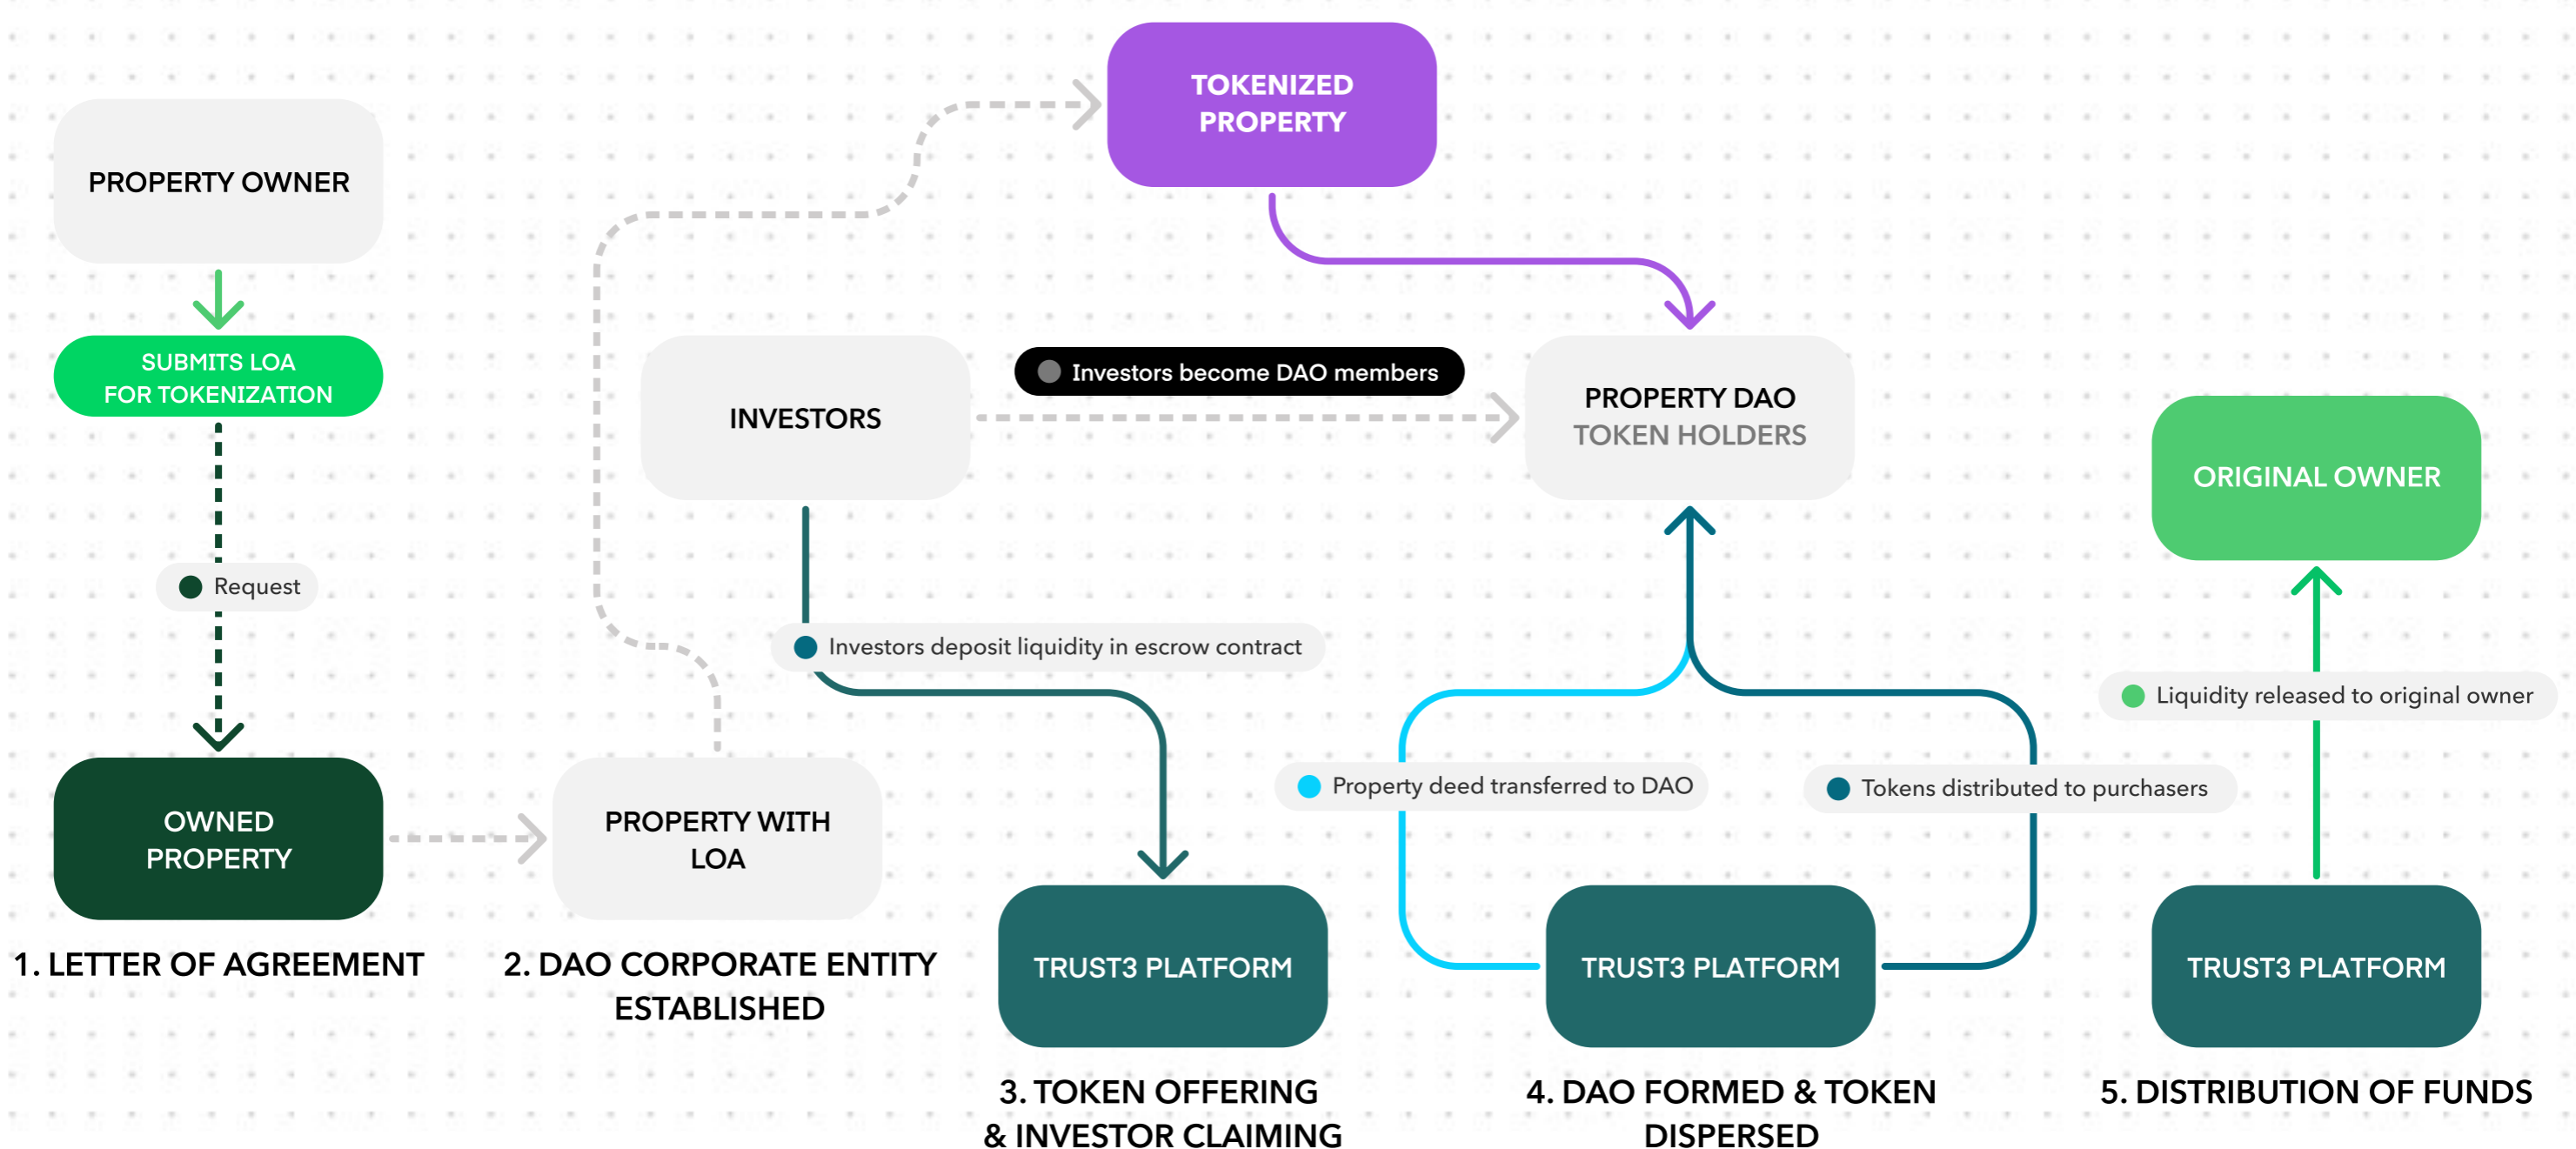 TOKENIZED
PROPERTY
PROPERTY OWNER
SUBMITS LOA
FOR TOKENIZATION
Investors become DAO members
INVESTORS
PROPERTY DAO
TOKEN HOLDERS
ORIGINAL OWNER
Request
Investors deposit liquidity in escrow contract
Liquidity released to original owner
Property deed transferred to DAO
Tokens distributed to purchasers
OWNED
PROPERTY
PROPERTY WITH
LOA
TRUST3 PLATFORM
TRUST3 PLATFORM
TRUST3 PLATFORM
1. LETTER OF AGREEMENT
2. DAO CORPORATE ENTITY
ESTABLISHED
3. TOKEN OFFERING
& INVESTOR CLAIMING
4. DAO FORMED & TOKEN
DISPERSED
5. DISTRIBUTION OF FUNDS